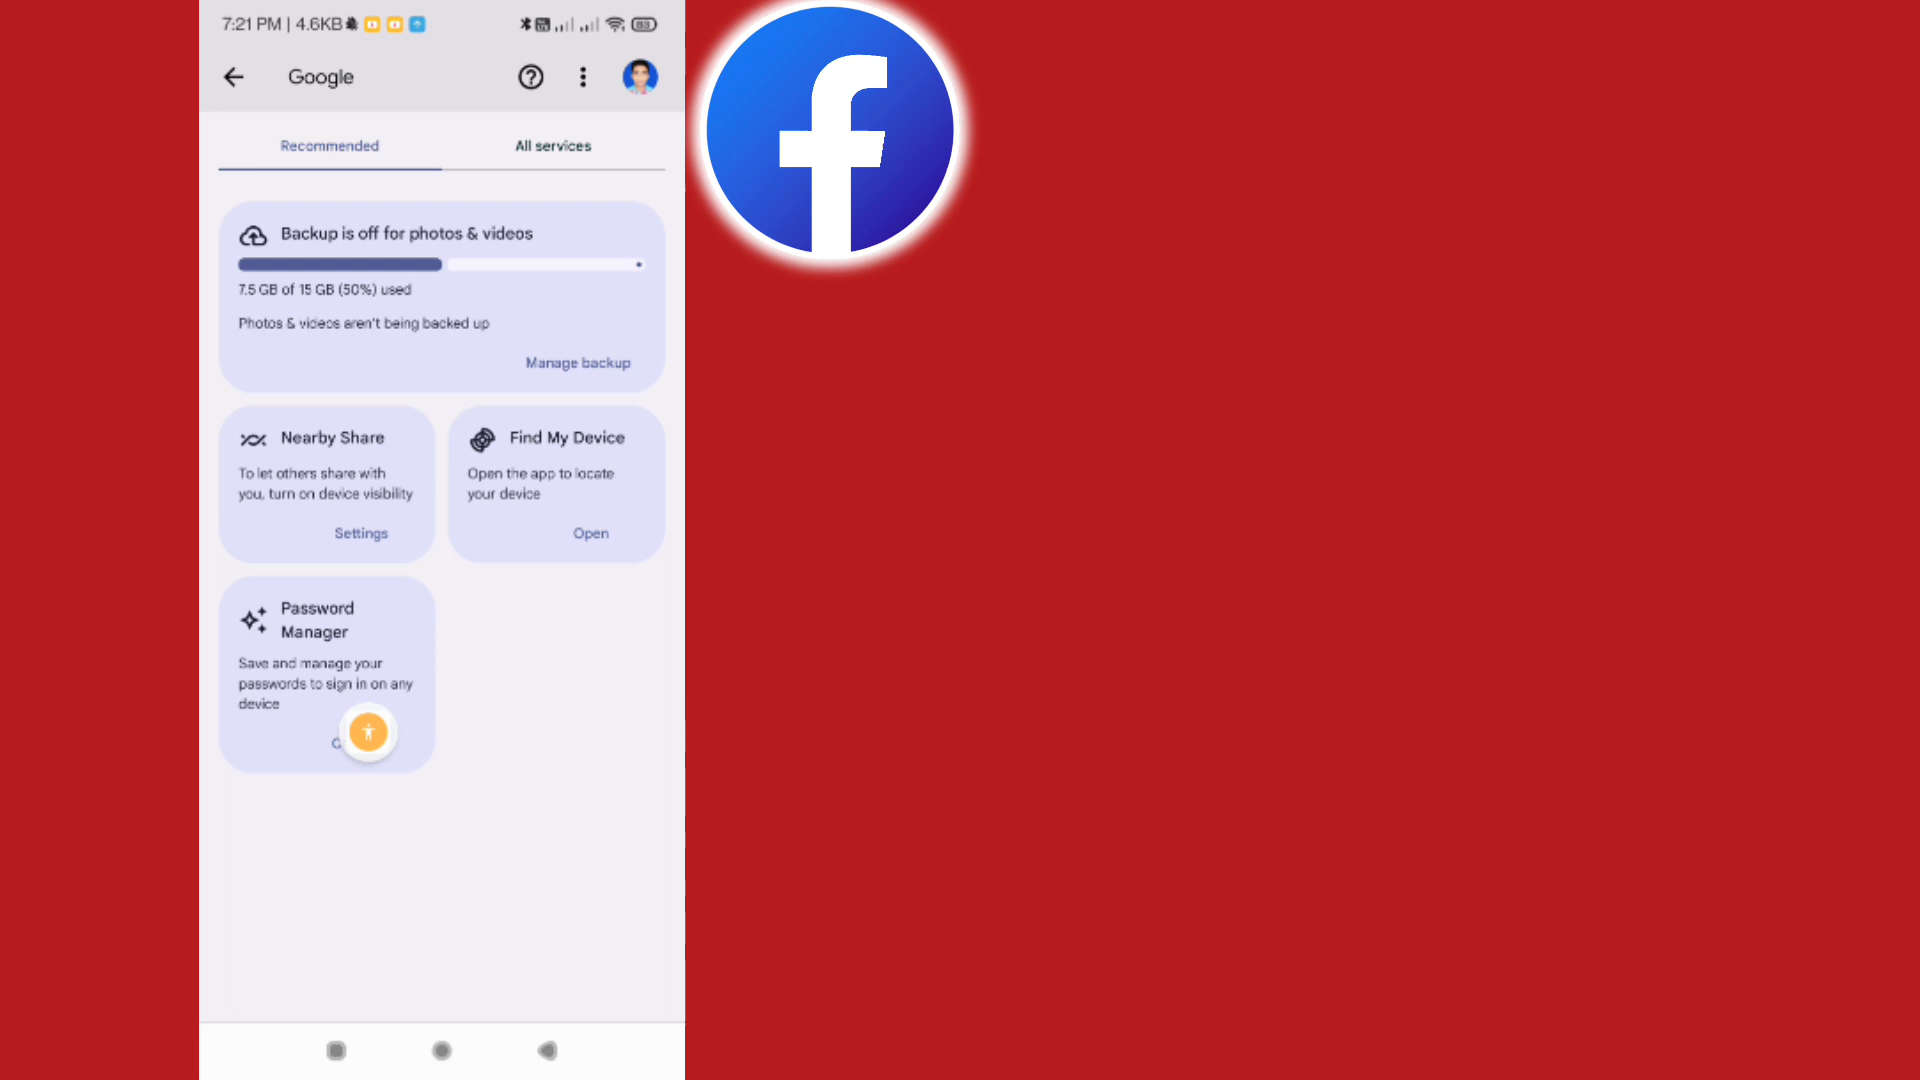 7:21 PM | 4.6KB
83
Google
Recommended
All services
Backup is off for photos & videos
7.5 GB of 15 GB (50%) used
Photos & videos aren't being backed up
Manage backup
Nearby Share
To let others share with
you, turn on device visibility
Settings
Find My Device
Open the app to locate
your device
Open
Password
Manager
Save and manage your
passwords to sign in on any
device